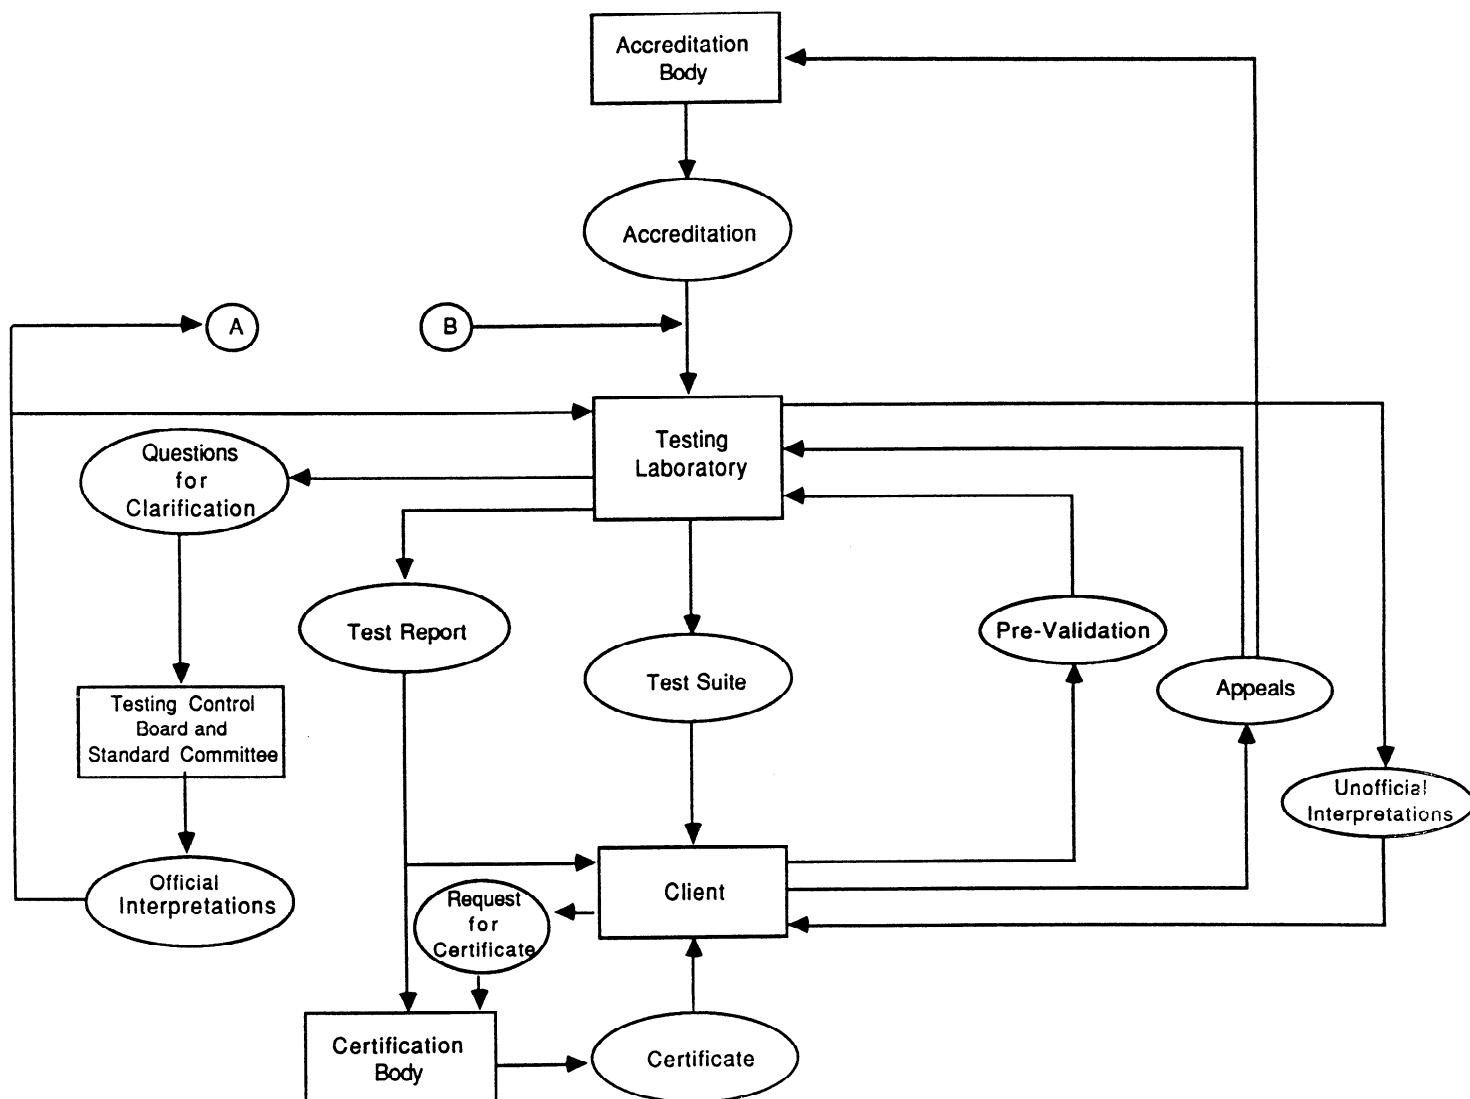 Accreditation
Body
Accreditation
A
B
Testing
Laboratory
Questions
for
Clarification
Test Report
Test Suite
Pre-Validation
Appeals
Testing Control
Board and
Standard Committee
Unofficial
Interpretations
Official
Interpretations
Client
Request
for
Certificate
Certification
Body
Certificate